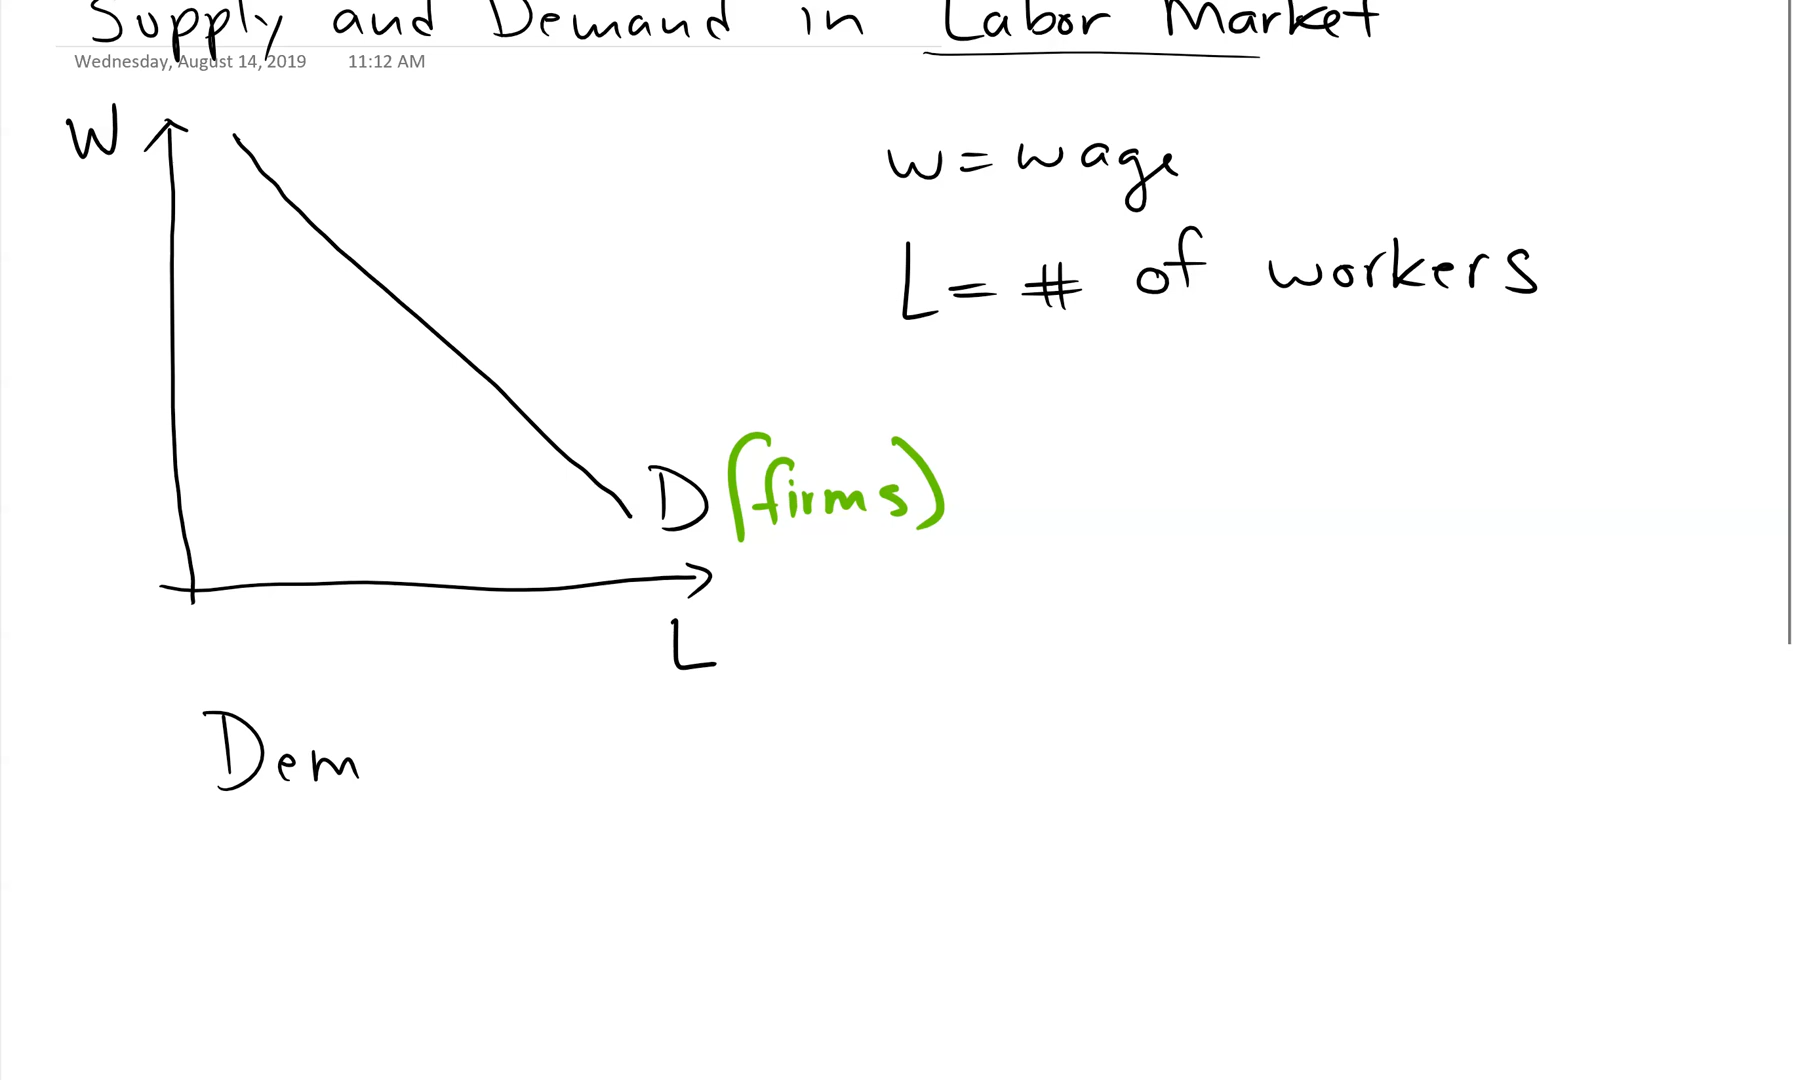 Supply and Demand in Labor Market
Wednesday, August 14, 2019 11:12 AM
W
w = wage
L = # of workers
D (firms)
L
Dem